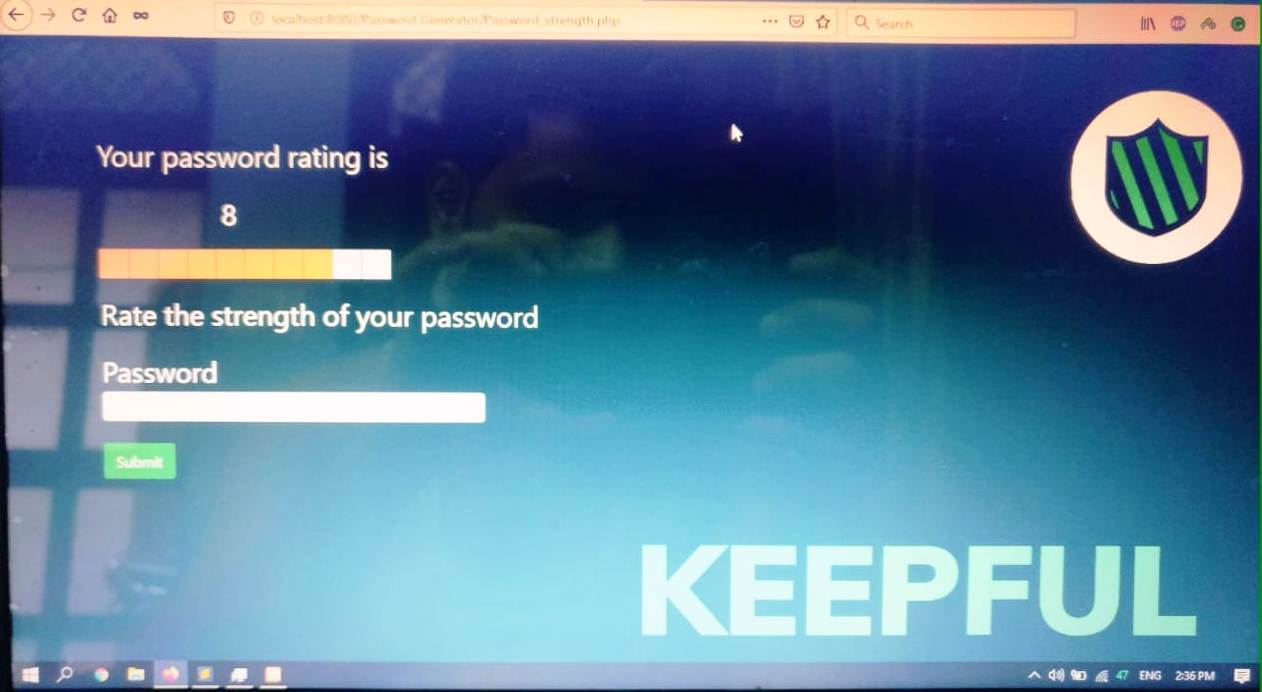 localhost:8080/Password Generator/Password_strength.php
Search
ABP
Your password rating is
8
Rate the strength of your password
Password
Submit
KEEPFUL
47 ENG 2:36 PM